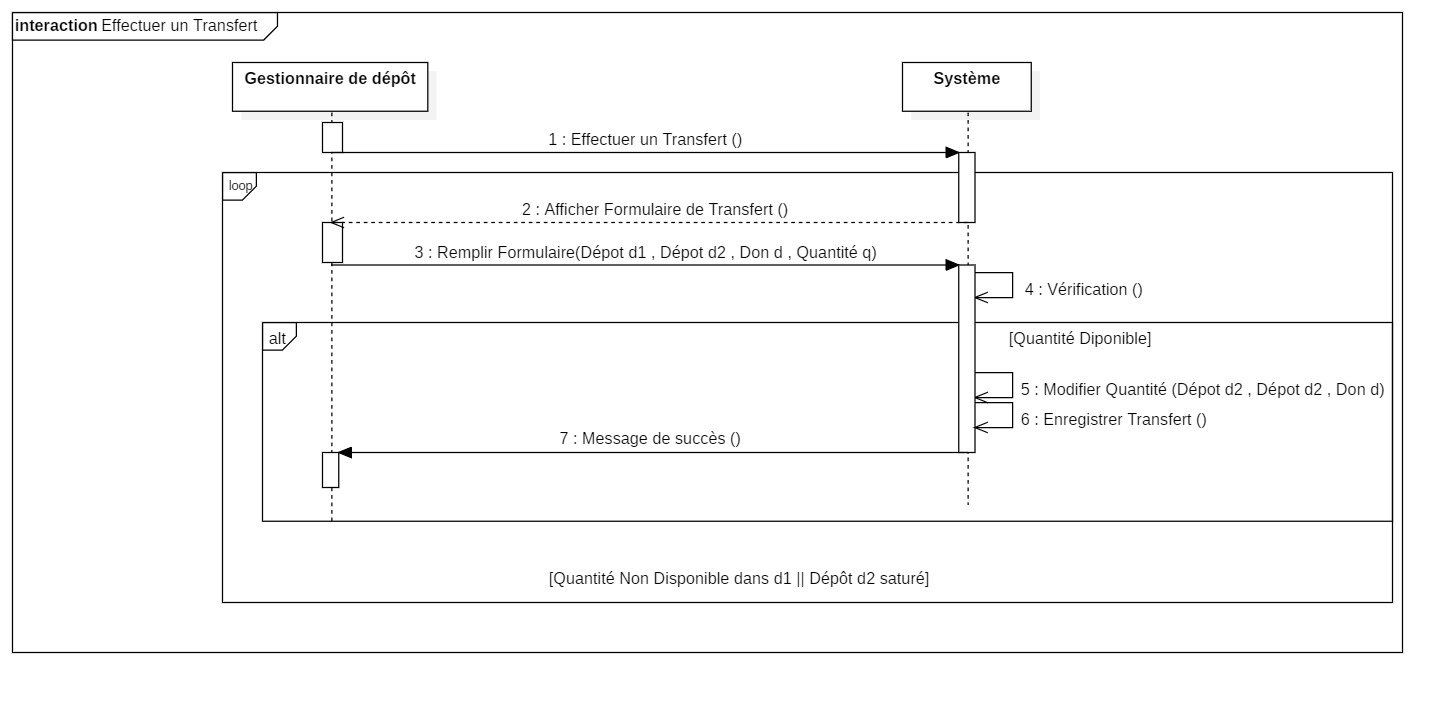 interaction Effectuer un Transfert
Gestionnaire de dépôt
Système
1 : Effectuer un Transfert ()
loop
2 : Afficher Formulaire de Transfert ()
3 : Remplir Formulaire(Dépot d1 , Dépot d2 , Don d , Quantité q)
4 : Vérification ()
alt
[Quantité Diponible]
5 : Modifier Quantité (Dépot d2 , Dépot d2 , Don d)
6 : Enregistrer Transfert ()
7 : Message de succès ()
[Quantité Non Disponible dans d1 || Dépôt d2 saturé]